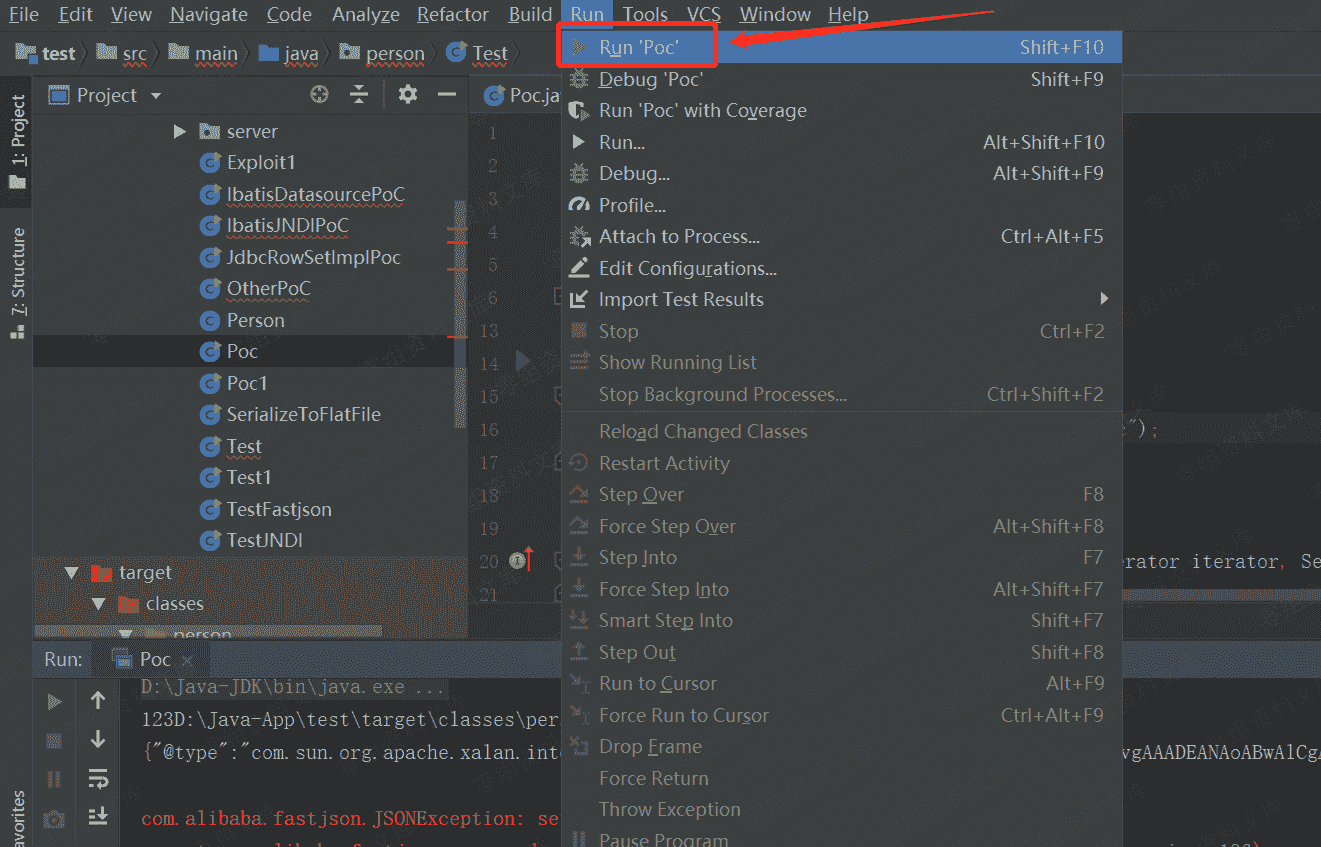 File Edit View Navigate Code Analyze Refactor Build Run Tools VCS Window Help
test src main java person Test
Project
Poc.ja
1: Project
7: Structure
server
Exploit1
IbatisDatasourcePoC
IbatisJNDIPoC
JdbcRowSetImplPoc
OtherPoC
Person
Poc
Poc1
SerializeToFlatFile
Test
Test1
TestFastjson
TestJNDI
target
classes
person
1
2
3
4
5
6
13
14
15
16
17
18
19
20
21
Run 'Poc' Shift+F10
Debug 'Poc' Shift+F9
Run 'Poc' with Coverage
Run... Alt+Shift+F10
Debug... Alt+Shift+F9
Profile...
Attach to Process... Ctrl+Alt+F5
Edit Configurations...
Import Test Results
Stop Ctrl+F2
Show Running List
Stop Background Processes... Ctrl+Shift+F2
Reload Changed Classes
Restart Activity
Step Over F8
Force Step Over Alt+Shift+F8
Step Into F7
Force Step Into Alt+Shift+F7
Smart Step Into Shift+F7
Step Out Shift+F8
Run to Cursor Alt+F9
Force Run to Cursor Ctrl+Alt+F9
Drop Frame
Force Return
Throw Exception
Pause Program
");
erator iterator, Se
Run: Poc
D:\Java-JDK\bin\java.exe ...
123D:\Java-App\test\target\classes\per
{"@type":"com.sun.org.apache.xalan.inte
vgAAADEANAoABwAlCgA
com.alibaba.fastjson.JSONException: se
avorites
零组资料文库